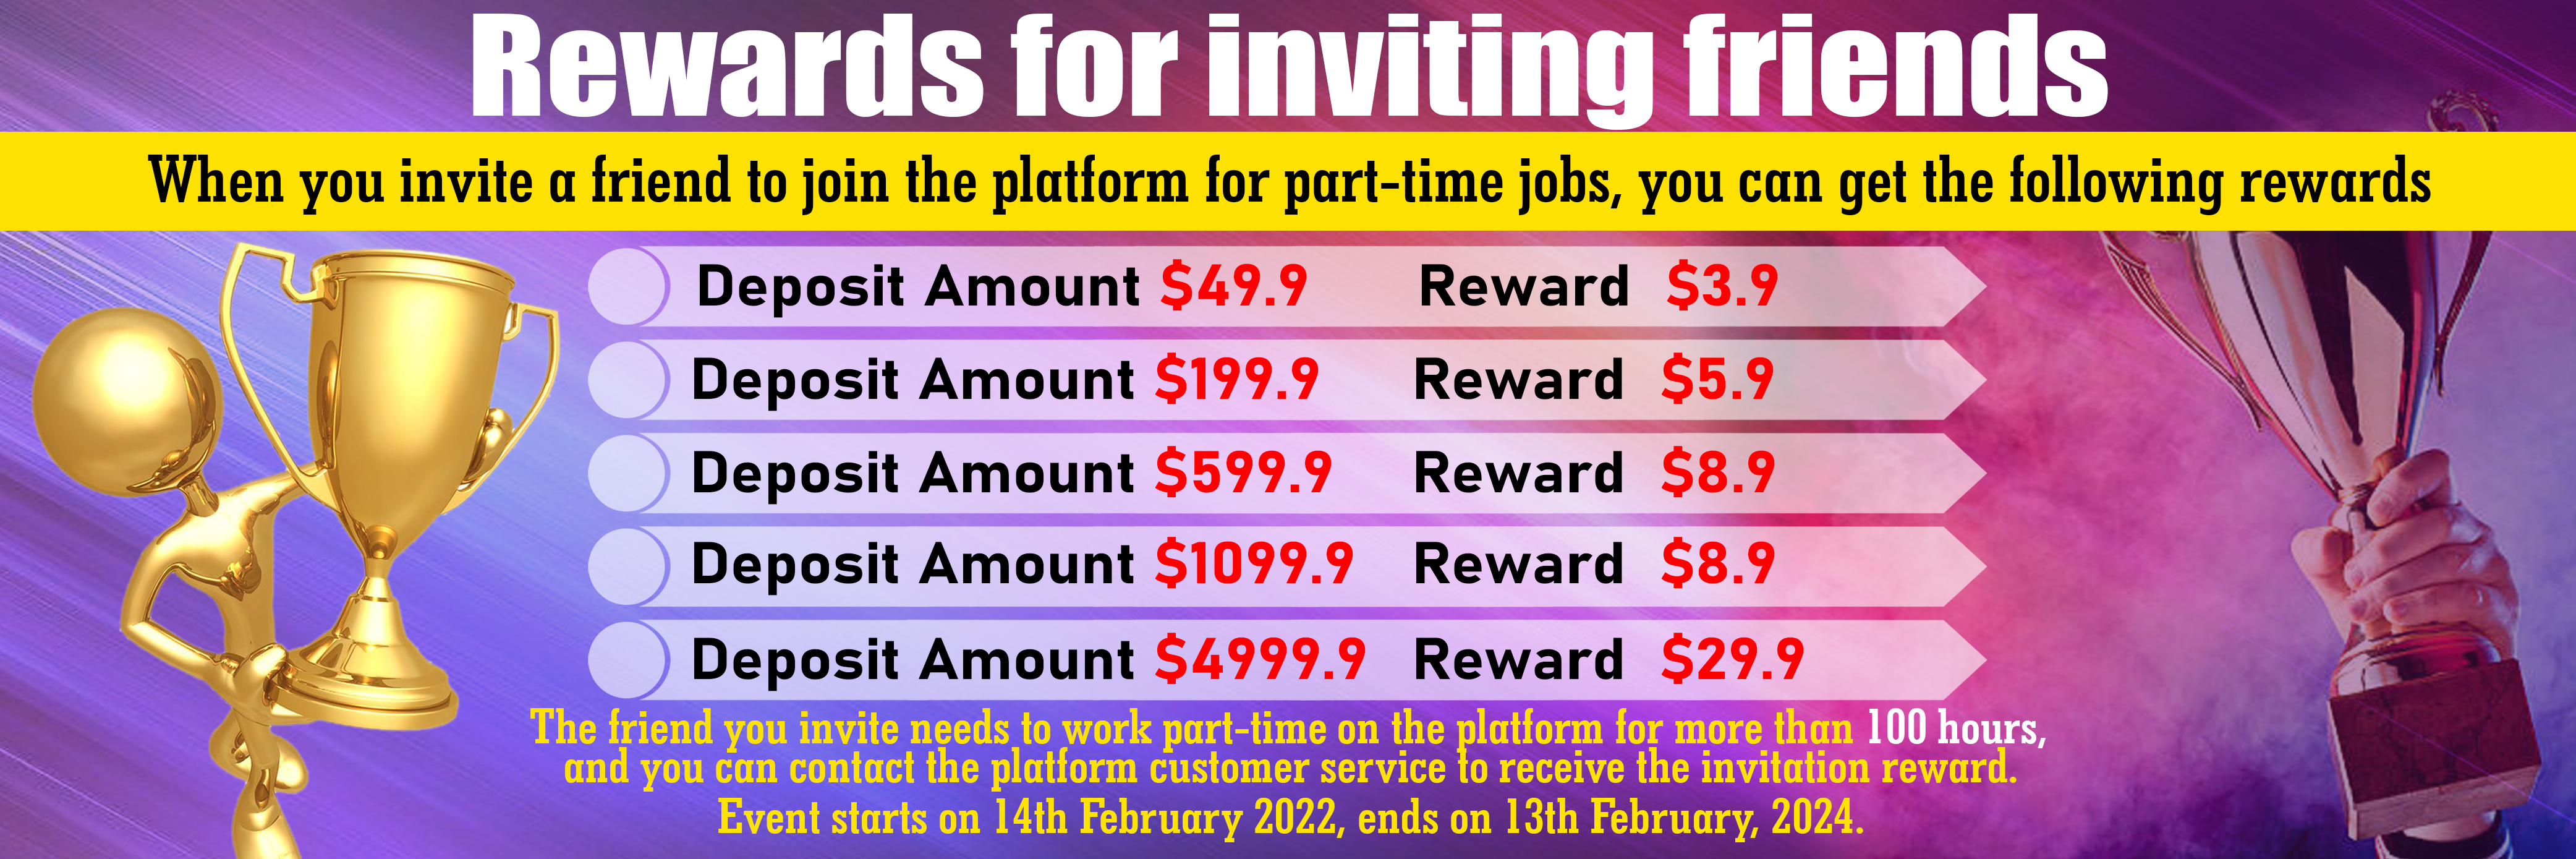 Rewards for inviting friends
When you invite a friend to join the platform for part-time jobs, you can get the following rewards
Deposit Amount $49.9 Reward $3.9
Deposit Amount $199.9 Reward $5.9
Deposit Amount $599.9 Reward $8.9
Deposit Amount $1099.9 Reward $8.9
Deposit Amount $4999.9 Reward $29.9
The friend you invite needs to work part-time on the platform for more than 100 hours,
and you can contact the platform customer service to receive the invitation reward.
Event starts on 14th February 2022, ends on 13th February, 2024.